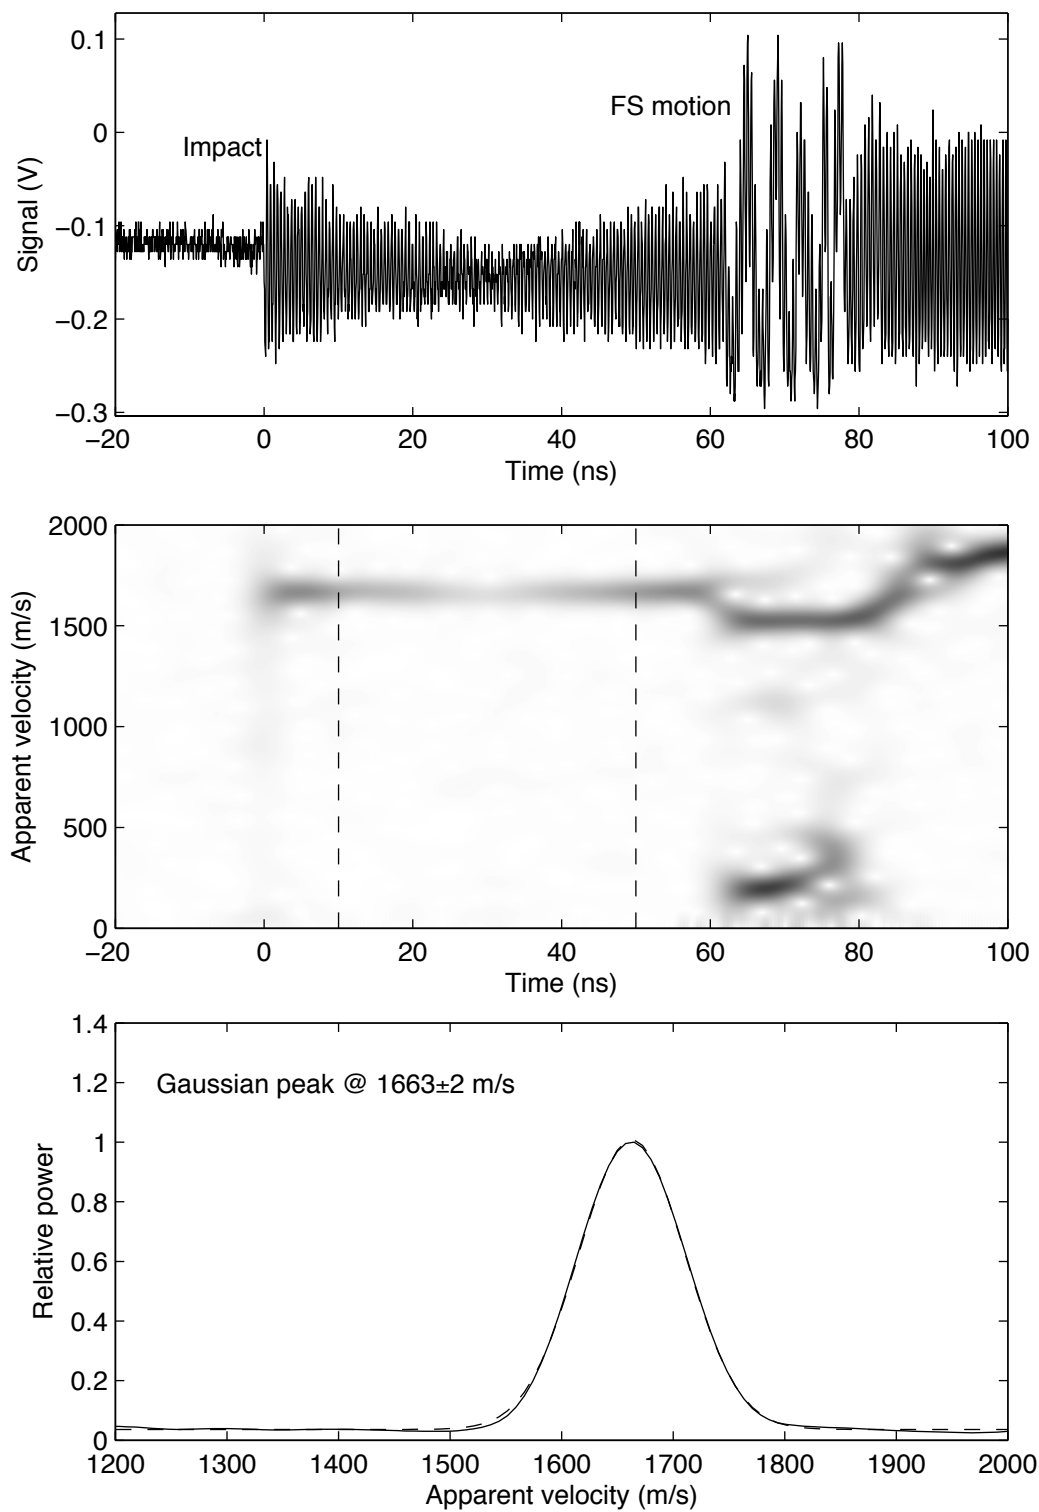 0.1
0
−0.1
−0.2
−0.3
Signal (V)
Impact
FS motion
−20 0 20 40 60 80 100
Time (ns)
2000
1500
1000
500
0
Apparent velocity (m/s)
−20 0 20 40 60 80 100
Time (ns)
1.4
1.2
1
0.8
0.6
0.4
0.2
0
Relative power
Gaussian peak @ 1663±2 m/s
1200 1300 1400 1500 1600 1700 1800 1900 2000
Apparent velocity (m/s)